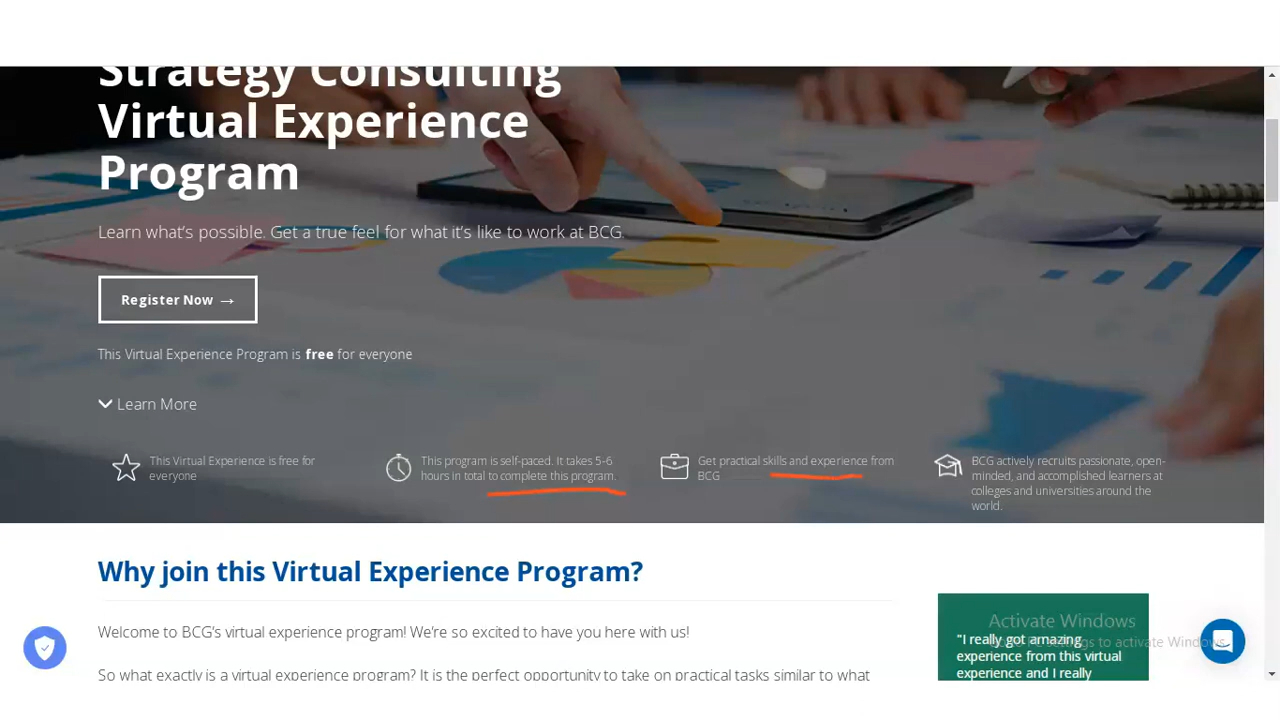 Strategy Consulting
Virtual Experience
Program
Learn what's possible. Get a true feel for what it's like to work at BCG.
Register Now →
This Virtual Experience Program is free for everyone
Learn More
This Virtual Experience is free for
everyone
This program is self-paced. It takes 5-6
hours in total to complete this program.
Get practical skills and experience from
BCG
BCG actively recruits passionate, open-
minded, and accomplished learners at
colleges and universities around the
world.
Why join this Virtual Experience Program?
Welcome to BCG's virtual experience program! We're so excited to have you here with us!
So what exactly is a virtual experience program? It is the perfect opportunity to take on practical tasks similar to what
"I really got amazing
experience from this virtual
experience and I really
Activate Windows
to activate Windows.